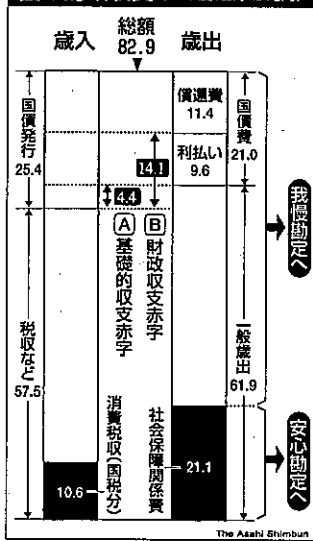 総額
82.9
歳入
歳出
国債発行
25.4
税収など
57.5
償還費
11.4
利払い
9.6
国債費
21.0
14.1
4.4
A
基礎的収支赤字
B
財政収支赤字
一般歳出
61.9
消費税収(国税分)
10.6
社会保障関係費
21.1
我慢勘定へ
安心勘定へ
The Asahi Shimbun